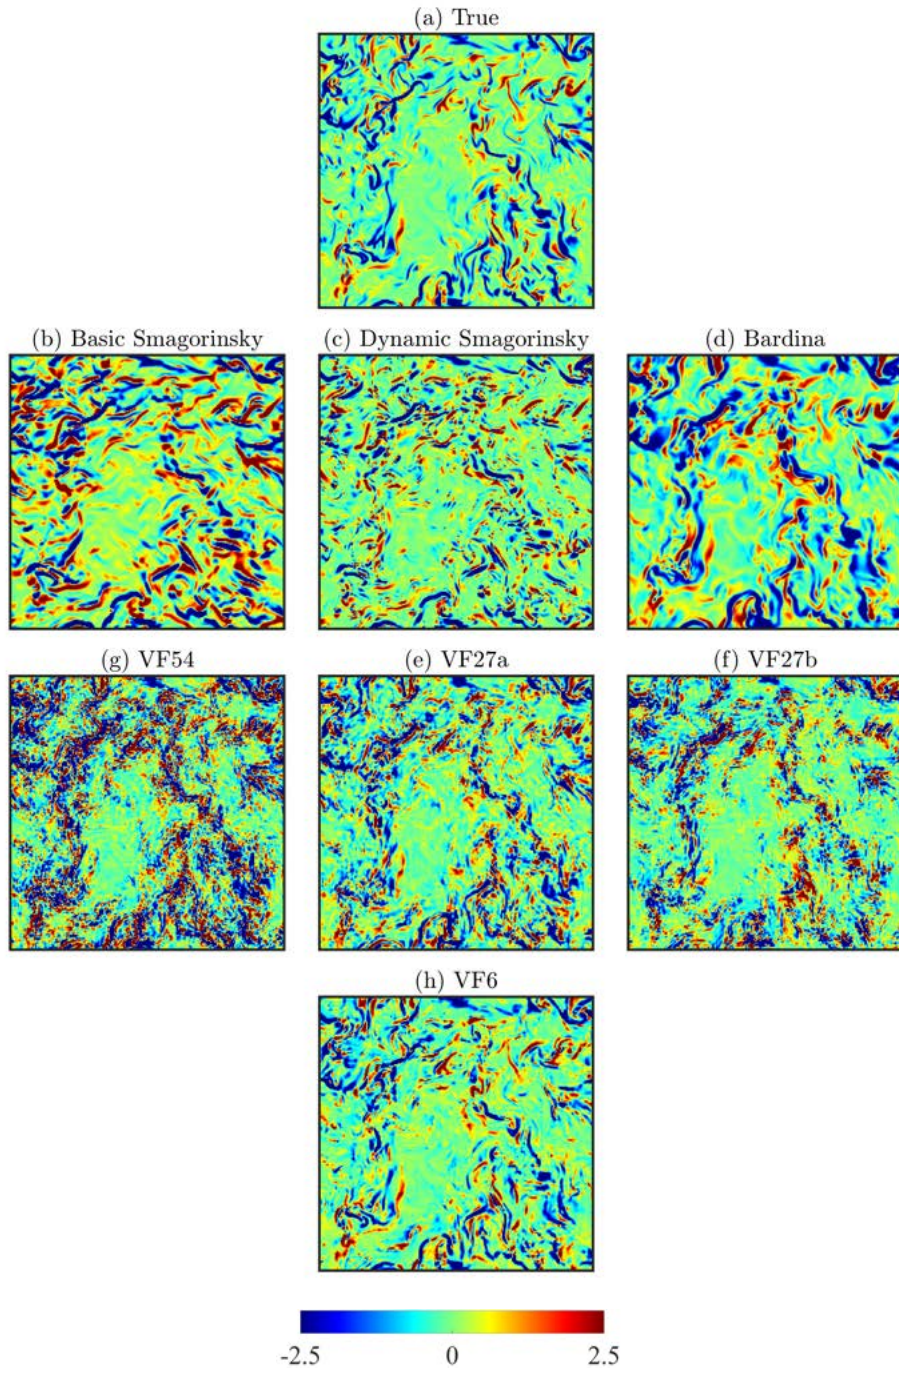 (a) True
(b) Basic Smagorinsky (c) Dynamic Smagorinsky (d) Bardina
(g) VF54 (e) VF27a (f) VF27b
(h) VF6
-2.5 0 2.5